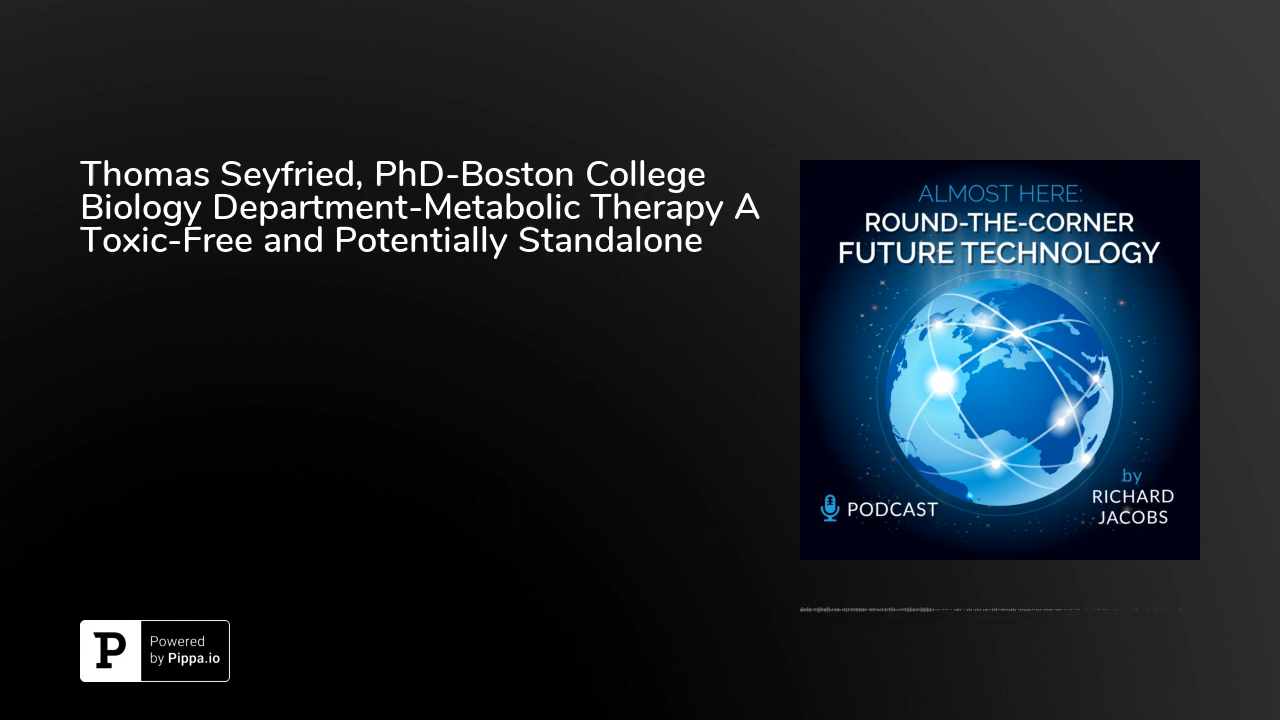 Thomas Seyfried, PhD-Boston College
Biology Department-Metabolic Therapy A
Toxic-Free and Potentially Standalone
ALMOST HERE:
ROUND-THE-CORNER
FUTURE TECHNOLOGY
by
RICHARD
JACOBS
PODCAST
P
Powered
by Pippa.io